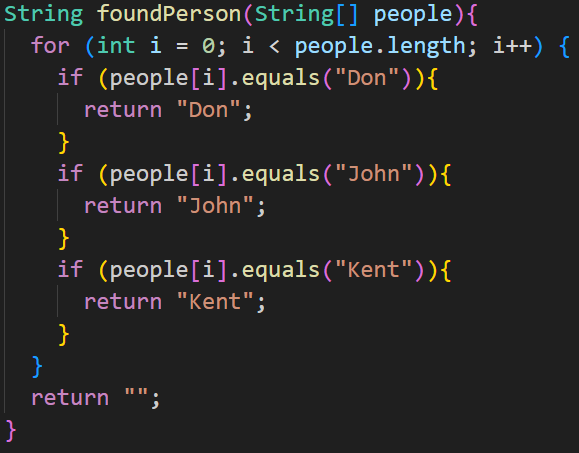 String foundPerson(String[] people){
  for (int i = 0; i < people.length; i++) {
    if (people[i].equals("Don")){
      return "Don";
    }
    if (people[i].equals("John")){
      return "John";
    }
    if (people[i].equals("Kent")){
      return "Kent";
    }
  }
  return "";
}